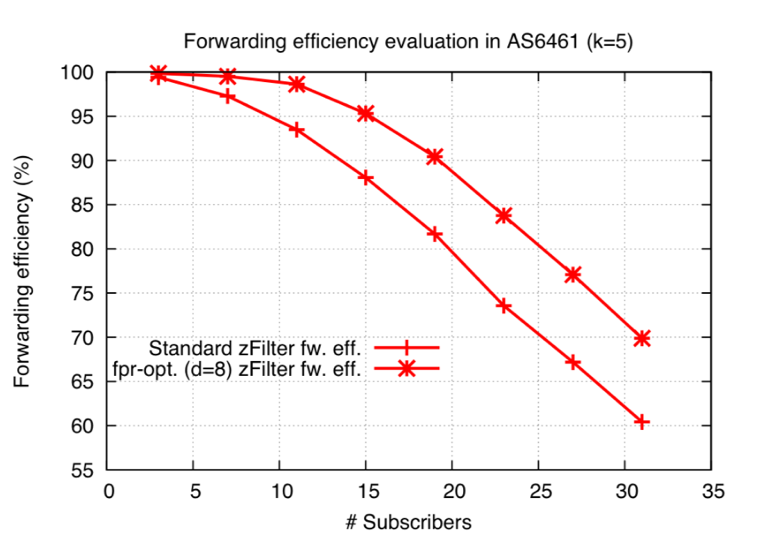 Forwarding efficiency evaluation in AS6461 (k=5)
Forwarding efficiency (%)
100
95
90
85
80
75
70
65
60
55
Standard zFilter fw. eff.
fpr-opt. (d=8) zFilter fw. eff.
0 5 10 15 20 25 30 35
# Subscribers